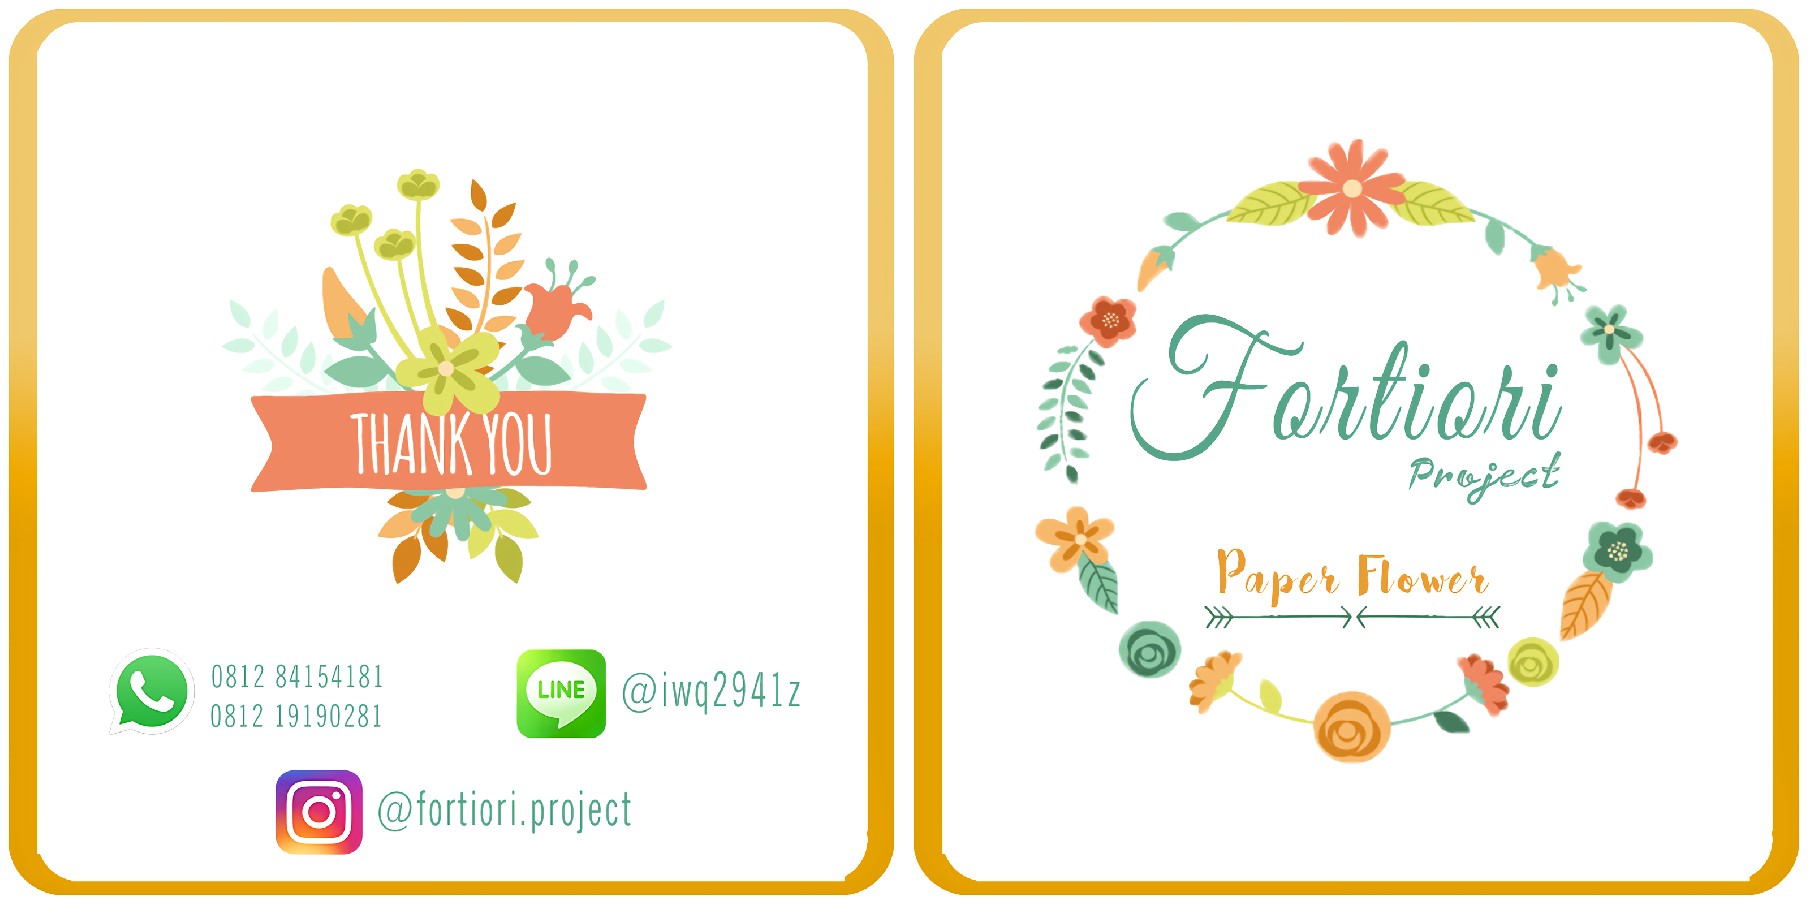 THANK YOU
0812 84154181
0812 19190281
LINE
@iwq2941z
@fortiori.project
Fortiori
Project
Paper Flower